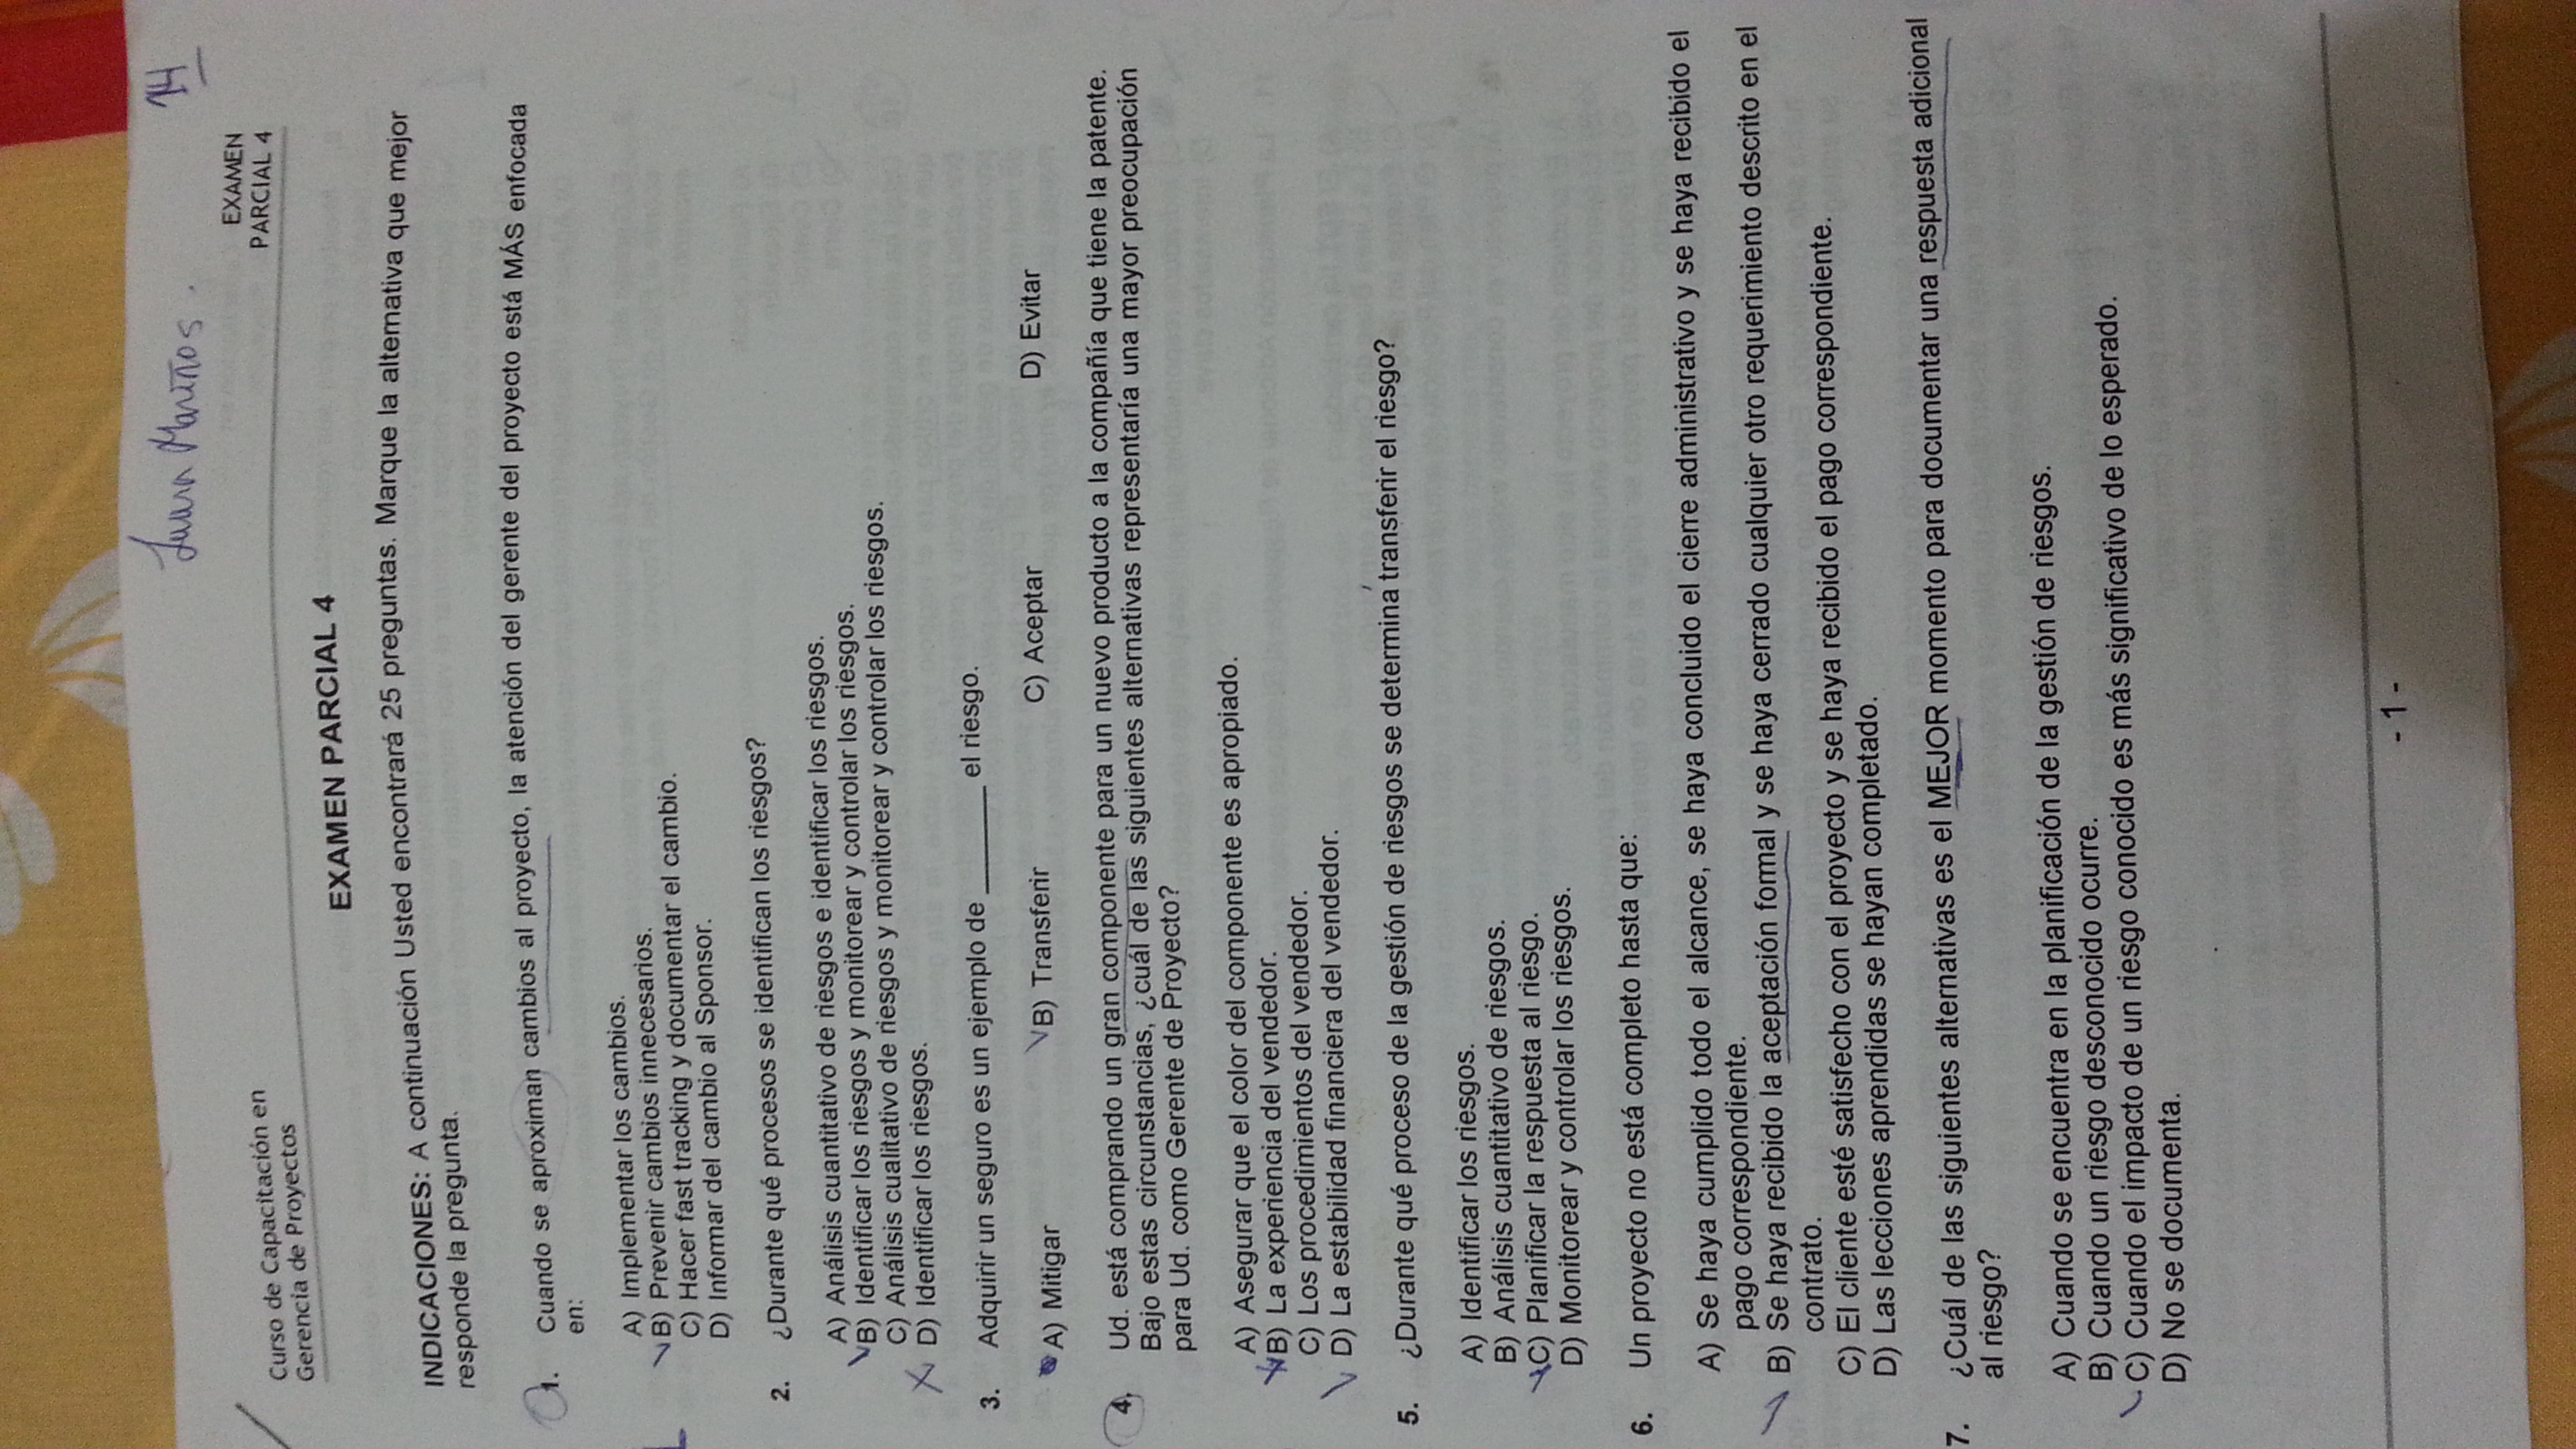 Laura Mariños.
14
Curso de Capacitación en
Gerencia de Proyectos
EXAMEN
PARCIAL 4
EXAMEN PARCIAL 4
INDICACIONES: A continuación Usted encontrará 25 preguntas. Marque la alternativa que mejor
responde la pregunta.
1. Cuando se aproximan cambios al proyecto, la atención del gerente del proyecto está MÁS enfocada
en:
A) Implementar los cambios.
B) Prevenir cambios innecesarios.
C) Hacer fast tracking y documentar el cambio.
D) Informar del cambio al Sponsor.
2. ¿Durante qué procesos se identifican los riesgos?
A) Análisis cuantitativo de riesgos e identificar los riesgos.
B) Identificar los riesgos y monitorear y controlar los riesgos.
C) Análisis cualitativo de riesgos y monitorear y controlar los riesgos.
D) Identificar los riesgos.
3. Adquirir un seguro es un ejemplo de ________ el riesgo.
A) Mitigar B) Transferir C) Aceptar D) Evitar
4. Ud. está comprando un gran componente para un nuevo producto a la compañía que tiene la patente.
Bajo estas circunstancias, ¿cuál de las siguientes alternativas representaría una mayor preocupación
para Ud. como Gerente de Proyecto?
A) Asegurar que el color del componente es apropiado.
B) La experiencia del vendedor.
C) Los procedimientos del vendedor.
D) La estabilidad financiera del vendedor.
5. ¿Durante qué proceso de la gestión de riesgos se determina transferir el riesgo?
A) Identificar los riesgos.
B) Análisis cuantitativo de riesgos.
C) Planificar la respuesta al riesgo.
D) Monitorear y controlar los riesgos.
6. Un proyecto no está completo hasta que:
A) Se haya cumplido todo el alcance, se haya concluido el cierre administrativo y se haya recibido el
pago correspondiente.
B) Se haya recibido la aceptación formal y se haya cerrado cualquier otro requerimiento descrito en el
contrato.
C) El cliente esté satisfecho con el proyecto y se haya recibido el pago correspondiente.
D) Las lecciones aprendidas se hayan completado.
7. ¿Cuál de las siguientes alternativas es el MEJOR momento para documentar una respuesta adicional
al riesgo?
A) Cuando se encuentra en la planificación de la gestión de riesgos.
B) Cuando un riesgo desconocido ocurre.
C) Cuando el impacto de un riesgo conocido es más significativo de lo esperado.
D) No se documenta.
- 1 -